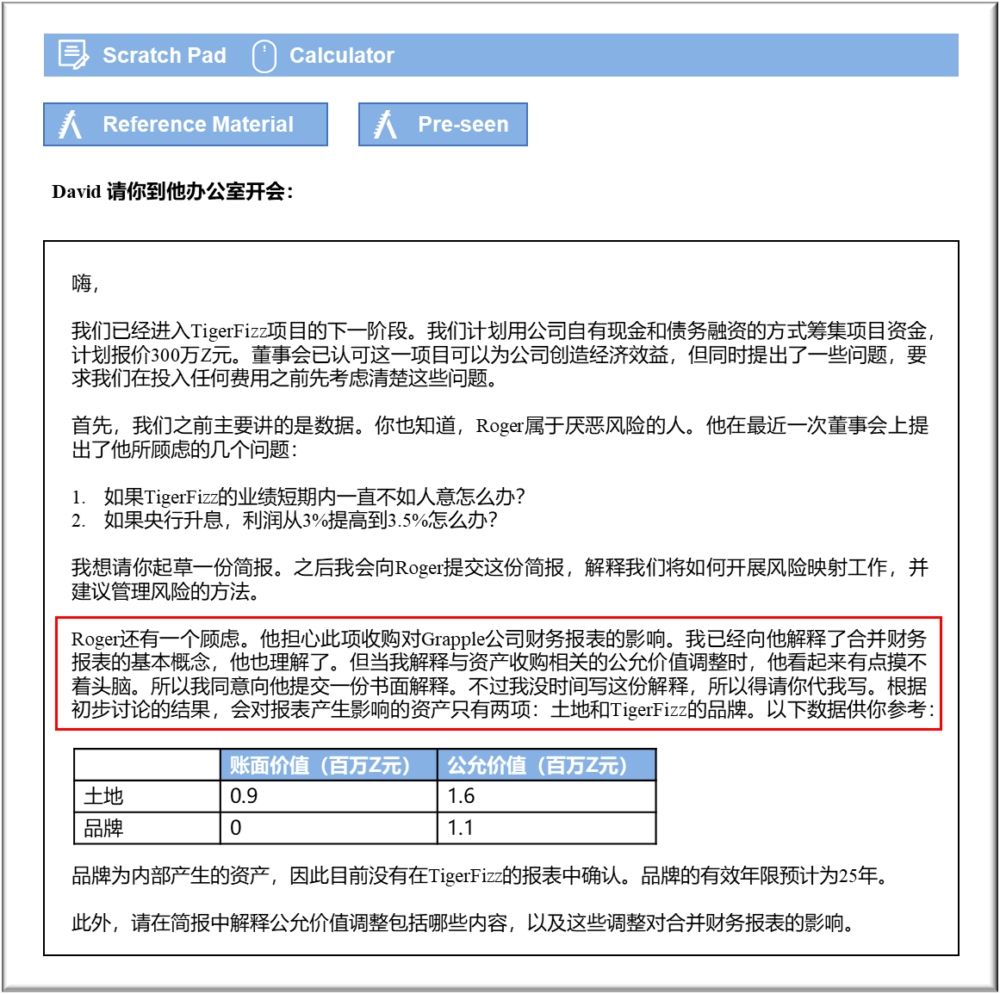 Scratch Pad Calculator
Reference Material Pre-seen
David 请你到他办公室开会：
嗨，
我们已经进入TigerFizz项目的下一阶段。我们计划用公司自有现金和债务融资的方式筹集项目资金，
计划报价300万Z元。董事会已认可这一项目可以为公司创造经济效益，但同时提出了一些问题，要
求我们在投入任何费用之前先考虑清楚这些问题。
首先，我们之前主要讲的是数据。你也知道，Roger属于厌恶风险的人。他在最近一次董事会上提
出了他所顾虑的几个问题：
1. 如果TigerFizz的业绩短期内一直不如人意怎么办？
2. 如果央行升息，利润从3%提高到3.5%怎么办？
我想请你起草一份简报。之后我会向Roger提交这份简报，解释我们将如何开展风险映射工作，并
建议管理风险的方法。
Roger还有一个顾虑。他担心此项收购对Grapple公司财务报表的影响。我已经向他解释了合并财务
报表的基本概念，他也理解了。但当我解释与资产收购相关的公允价值调整时，他看起来有点摸不
着头脑。所以我同意向他提交一份书面解释。不过我没时间写这份解释，所以得请你代我写。根据
初步讨论的结果，会对报表产生影响的资产只有两项：土地和TigerFizz的品牌。以下数据供你参考：
账面价值（百万Z元） 公允价值（百万Z元）
土地 0.9 1.6
品牌 0 1.1
品牌为内部产生的资产，因此目前没有在TigerFizz的报表中确认。品牌的有效年限预计为25年。
此外，请在简报中解释公允价值调整包括哪些内容，以及这些调整对合并财务报表的影响。